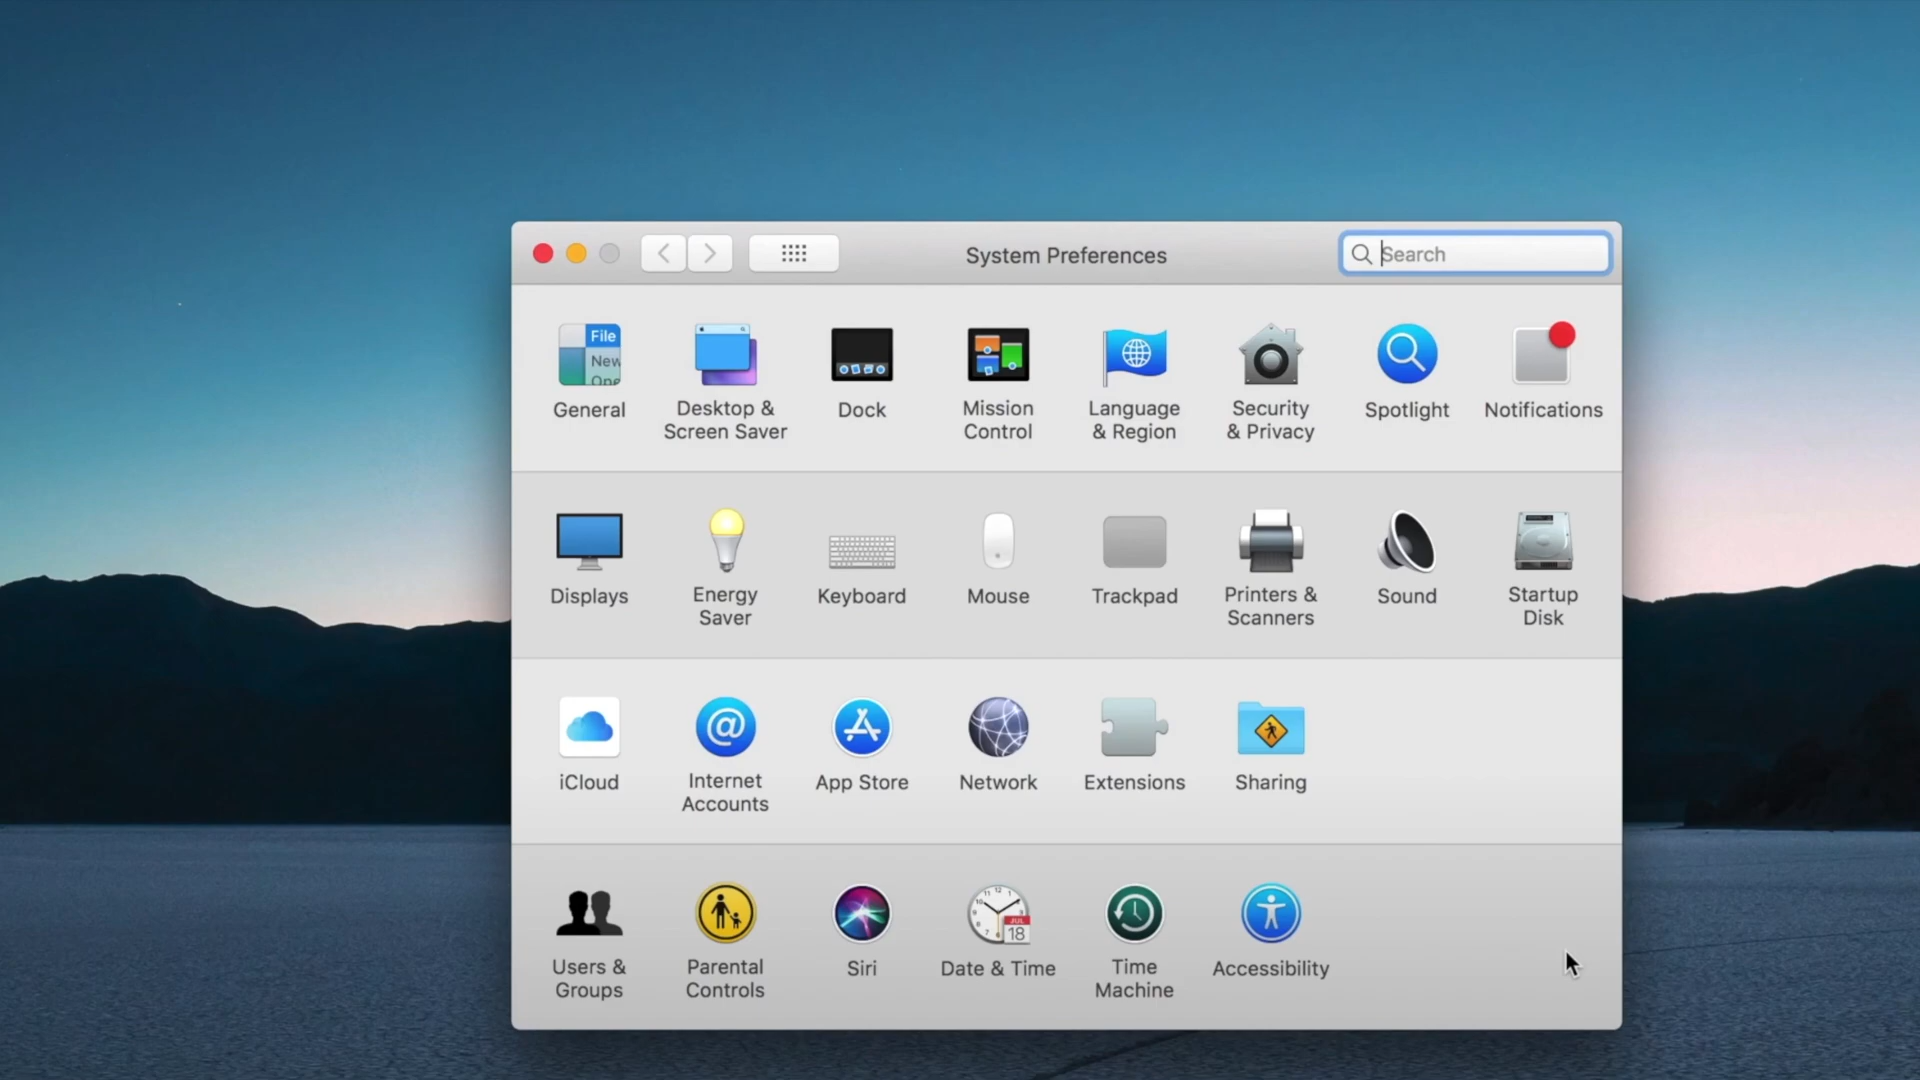 System Preferences
Search
File
New
One
General
Desktop &
Screen Saver
Dock
Mission
Control
Language
& Region
Security
& Privacy
Spotlight
Notifications
Displays
Energy
Saver
Keyboard
Mouse
Trackpad
Printers &
Scanners
Sound
Startup
Disk
iCloud
@
Internet
Accounts
App Store
Network
Extensions
Sharing
JUL
18
Users &
Groups
Parental
Controls
Siri
Date & Time
Time
Machine
Accessibility